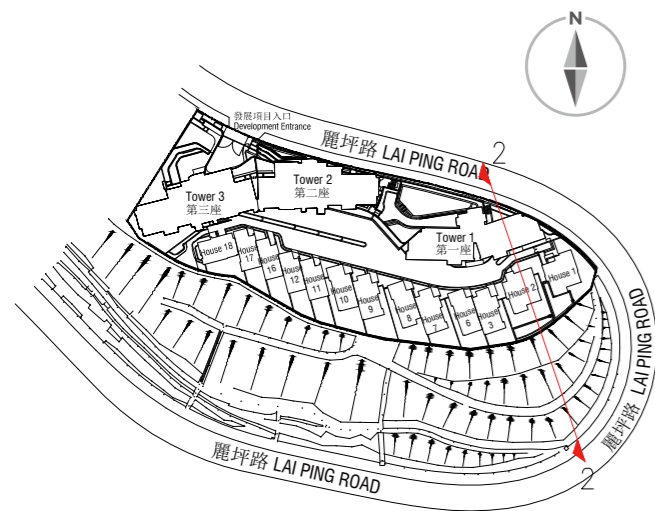 N
2
發展項目入口
Development Entrance
麗坪路 LAI PING ROAD
Tower 2
第二座
Tower 3
第三座
Tower 1
第一座
House 18
House
17
House
16
House
12
House
11
House
10
House
9
House
8
House
House
6
House
3
House 2
House 1
麗坪路 LAI PING ROAD
麗坪路 LAI PING ROAD
2